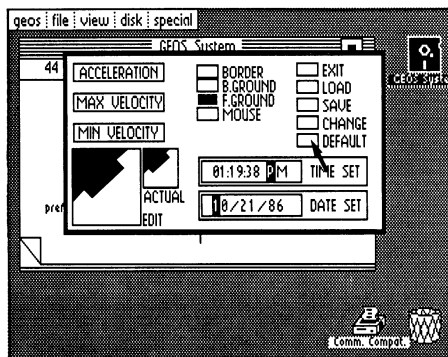 geos file view disk special
GEOS System
44
ACCELERATION
MAX VELOCITY
MIN VELOCITY
BORDER
B.GROUND
F.GROUND
MOUSE
EXIT
LOAD
SAVE
CHANGE
DEFAULT
ACTUAL
EDIT
01:19:38 PM TIME SET
10/21/86 DATE SET
pref
GEOS Syst
Comm. Compat.